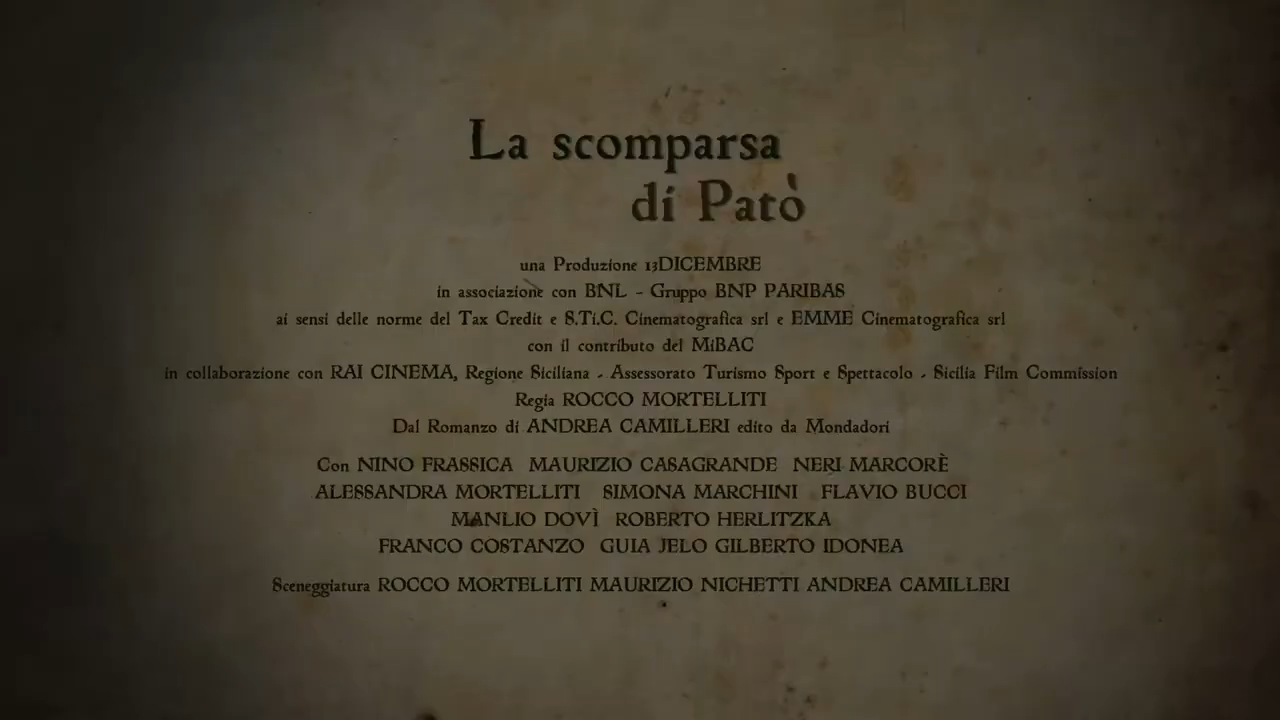 La scomparsa
di Patò
una Produzione 13DICEMBRE
in associazione con BNL - Gruppo BNP PARIBAS
ai sensi delle norme del Tax Credit e S.Ti.C. Cinematografica srl e EMME Cinematografica srl
con il contributo del MiBAC
in collaborazione con RAI CINEMA, Regione Siciliana - Assessorato Turismo Sport e Spettacolo - Sicilia Film Commission
Regia ROCCO MORTELLITI
Dal Romanzo di ANDREA CAMILLERI edito da Mondadori
Con NINO FRASSICA MAURIZIO CASAGRANDE NERI MARCORÈ
ALESSANDRA MORTELLITI SIMONA MARCHINI FLAVIO BUCCI
MANLIO DOVÌ ROBERTO HERLITZKA
FRANCO COSTANZO GUIA JELO GILBERTO IDONEA
Sceneggiatura ROCCO MORTELLITI MAURIZIO NICHETTI ANDREA CAMILLERI